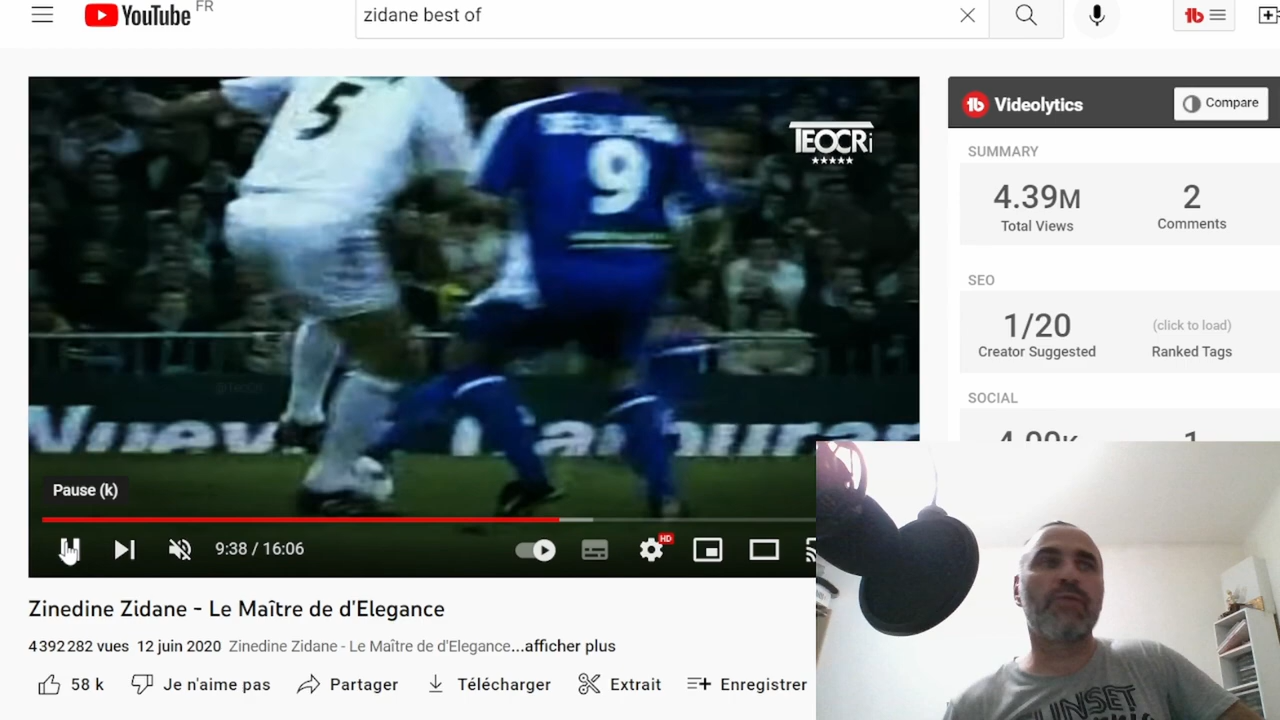 YouTube FR
zidane best of
5
9
TEOCRi
Nuev
Videolytics
Compare
SUMMARY
4.39M
2
Total Views
Comments
SEO
1/20
(click to load)
Creator Suggested
Ranked Tags
SOCIAL
Pause (k)
9:38 / 16:06
HD
Zinedine Zidane - Le Maître de d'Elegance
4 392 282 vues 12 juin 2020 Zinedine Zidane - Le Maître de d'Elegance...afficher plus
58 k
Je n'aime pas
Partager
Télécharger
Extrait
Enregistrer